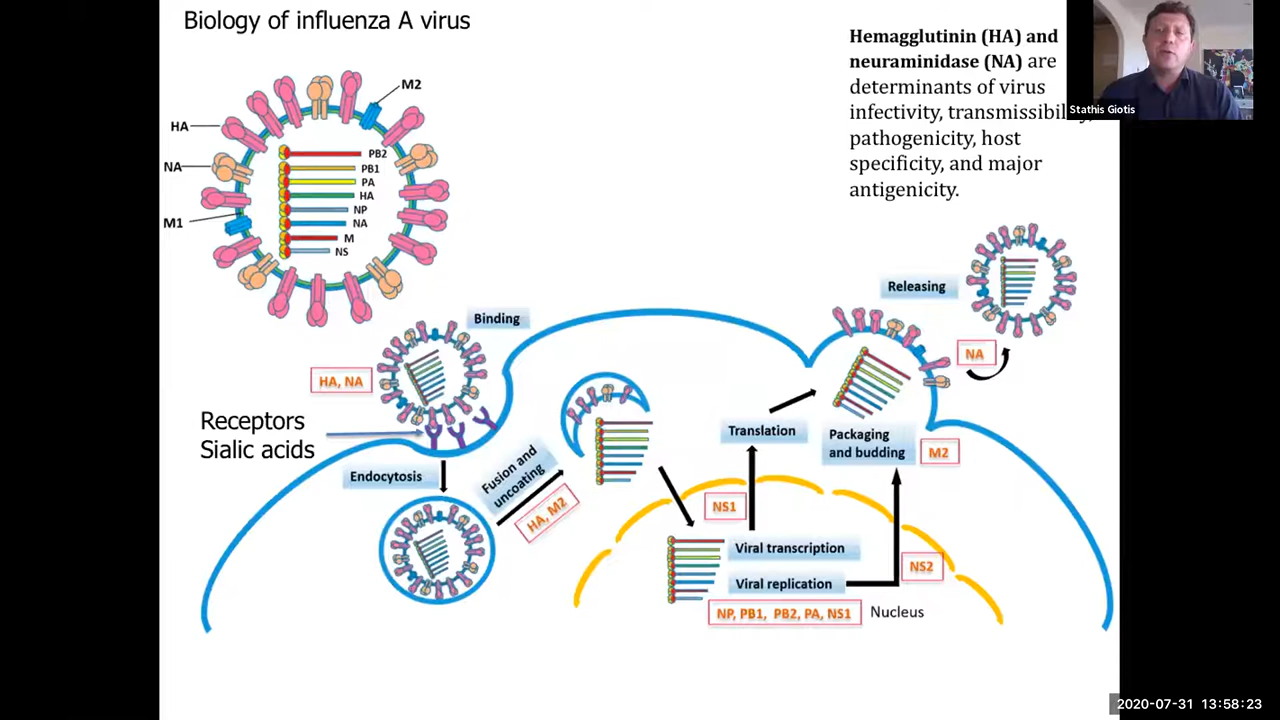 Biology of influenza A virus
Hemagglutinin (HA) and
neuraminidase (NA) are
determinants of virus
infectivity, transmissibility,
pathogenicity, host
specificity, and major
antigenicity.
Stathis Giotis
M2
HA
NA
M1
PB2
PB1
PA
HA
NP
NA
M
NS
Releasing
NA
Binding
HA, NA
Receptors
Sialic acids
Endocytosis
Fusion and
uncoating
HA, M2
Translation
Packaging
and budding
M2
NS1
Viral transcription
Viral replication
NS2
NP, PB1, PB2, PA, NS1
Nucleus
2020-07-31 13:58:23